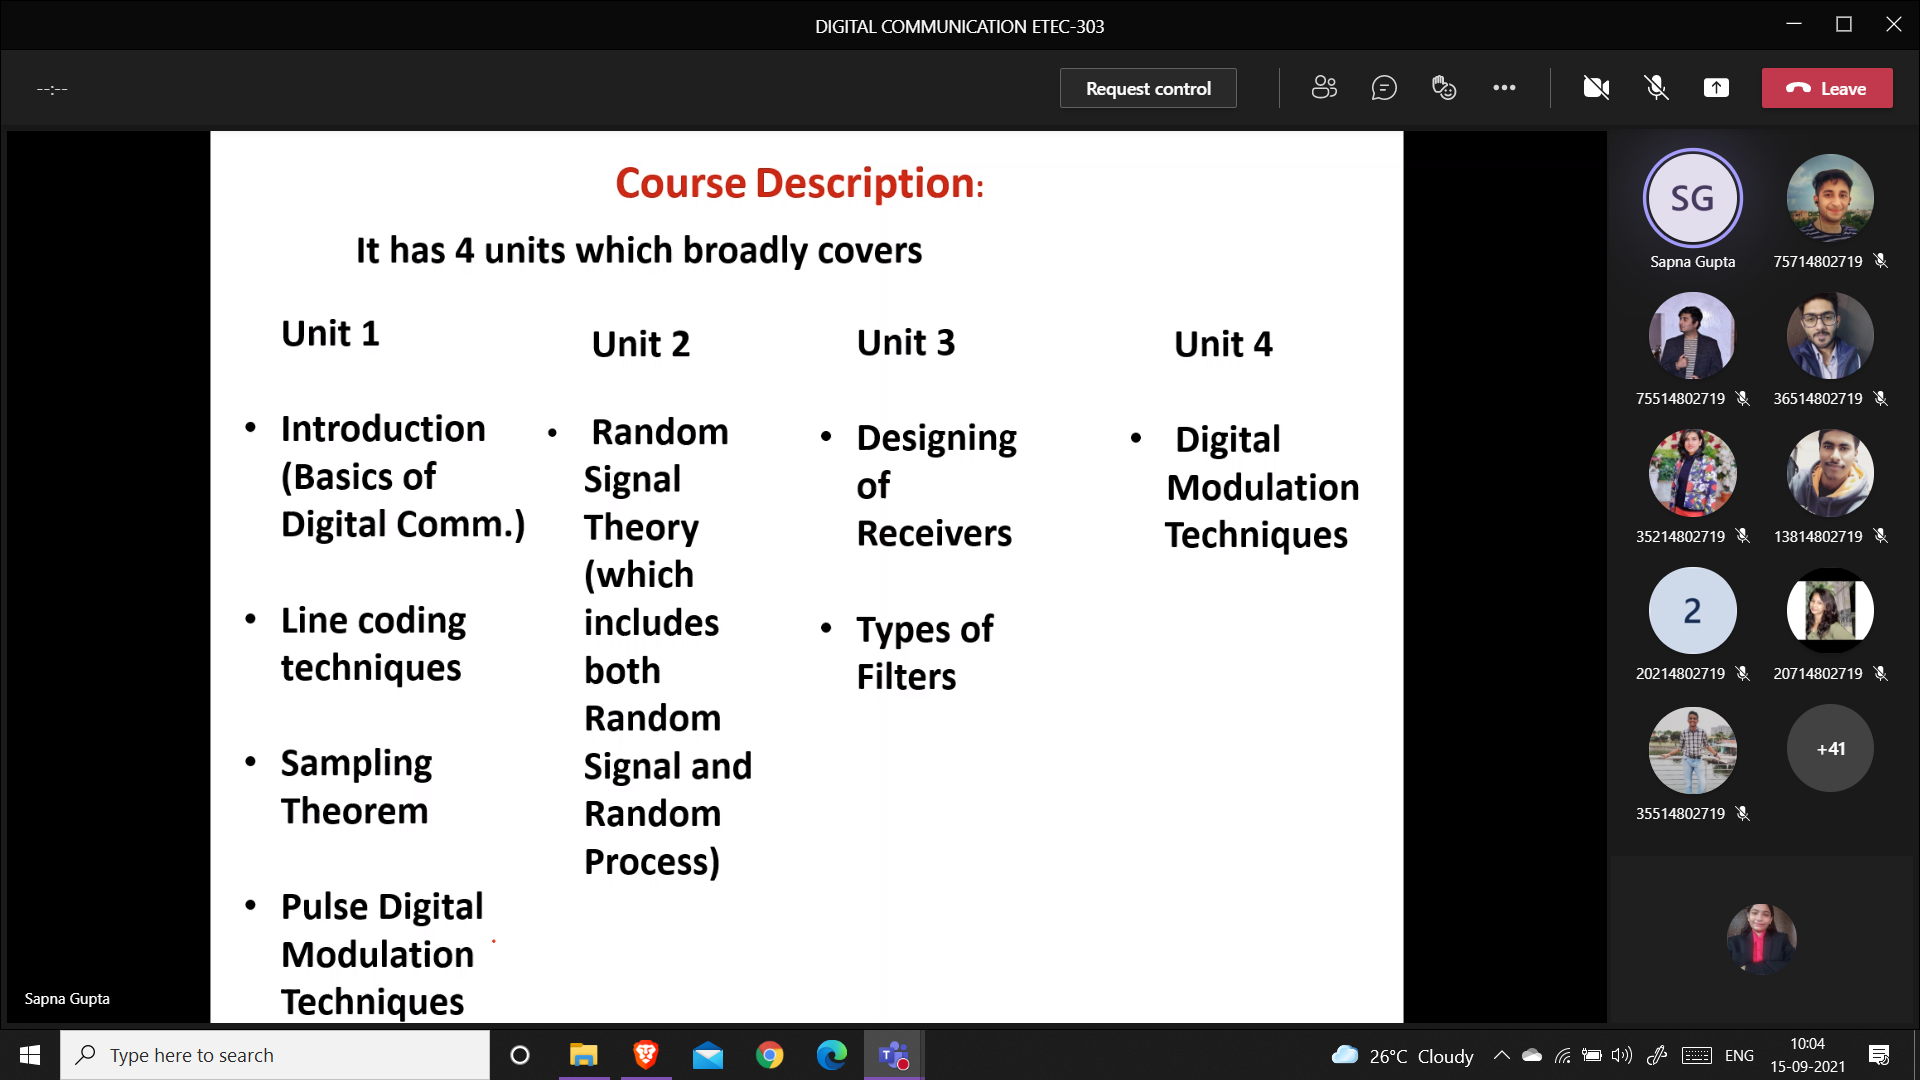 DIGITAL COMMUNICATION ETEC-303
--:--
Request control
Leave
Course Description:
It has 4 units which broadly covers
Unit 1
• Introduction
(Basics of
Digital Comm.)
• Line coding
techniques
• Sampling
Theorem
• Pulse Digital
Modulation
Techniques
Unit 2
• Random
Signal
Theory
(which
includes
both
Random
Signal and
Random
Process)
Unit 3
• Designing
of
Receivers
• Types of
Filters
Unit 4
• Digital
Modulation
Techniques
Sapna Gupta
SG
Sapna Gupta
75714802719
75514802719
36514802719
35214802719
13814802719
2
20214802719
20714802719
35514802719
+41
Type here to search
26°C Cloudy
ENG
10:04
15-09-2021